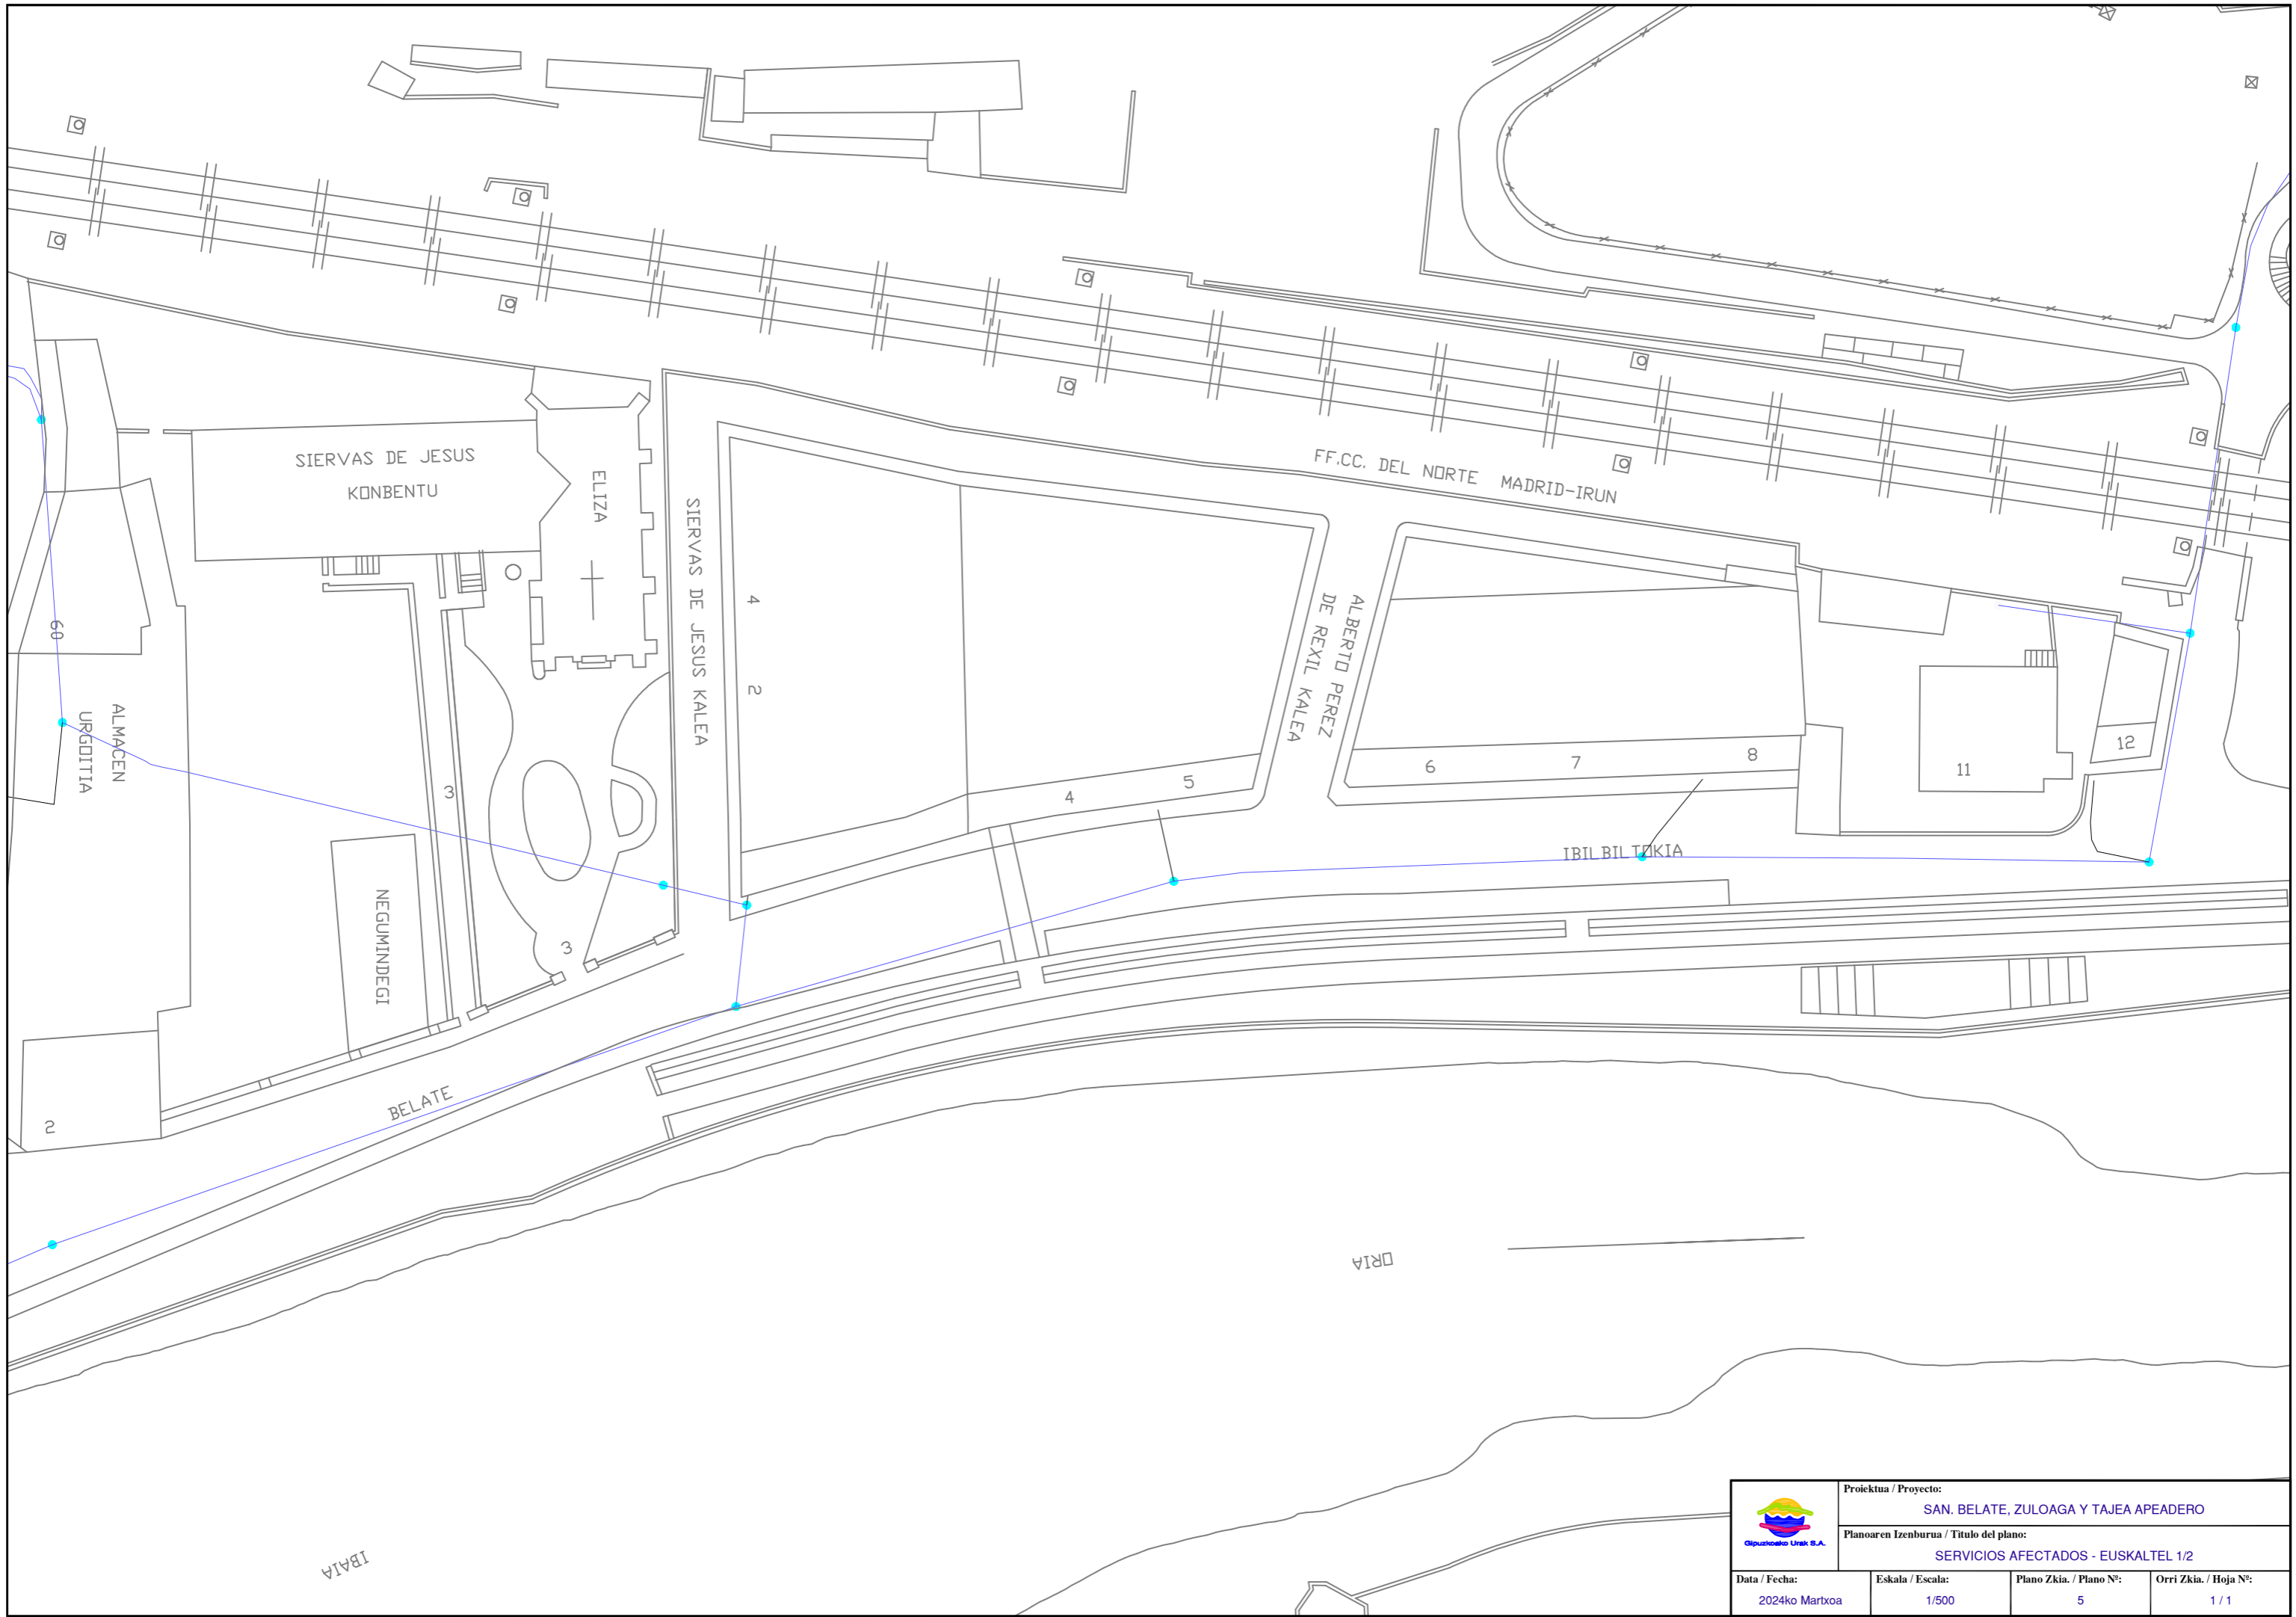 SIERVAS DE JESUS
KONBENTU
ELIZA
SIERVAS DE JESUS KALEA
4
2
FF.CC. DEL NORTE MADRID-IRUN
ALBERTO PEREZ
DE REXIL KALEA
60
ALMACEN
URGOITIA
3
NEGUMINDEGI
3
2
BELATE
4
5
6
7
8
11
12
IBILBILTOKIA
ORIA
IBAIA
Gipuzkoako Urak S.A.
Proiektua / Proyecto:
SAN. BELATE, ZULOAGA Y TAJEA APEADERO
Planoaren Izenburua / Titulo del plano:
SERVICIOS AFECTADOS - EUSKALTEL 1/2
Data / Fecha:
2024ko Martxoa
Eskala / Escala:
1/500
Plano Zkia. / Plano Nº:
5
Orri Zkia. / Hoja Nº:
1 / 1